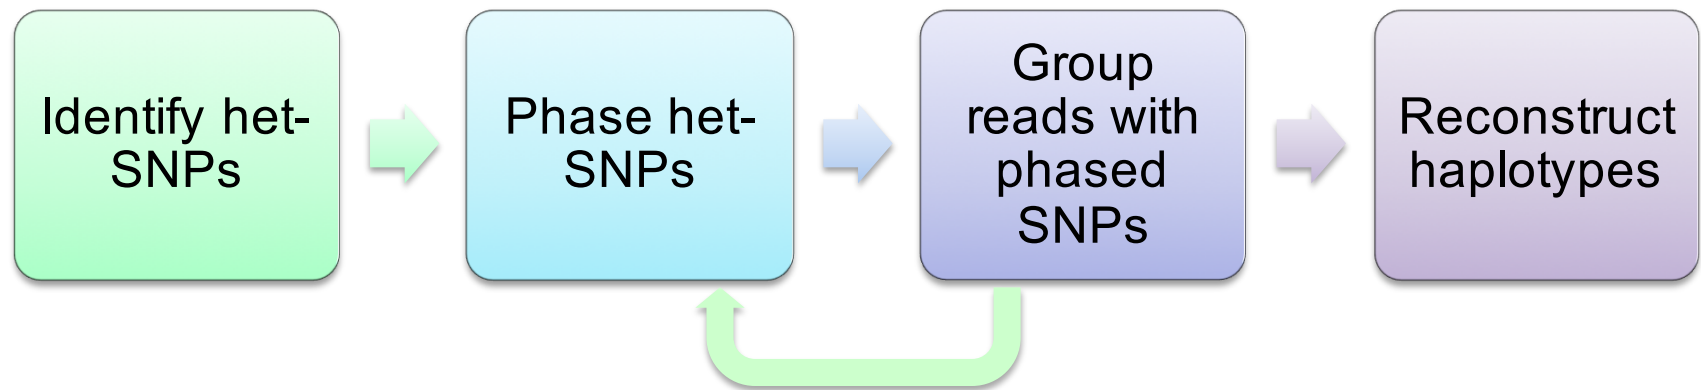 Identify het-
SNPs
Phase het-
SNPs
Group
reads with
phased
SNPs
Reconstruct
haplotypes